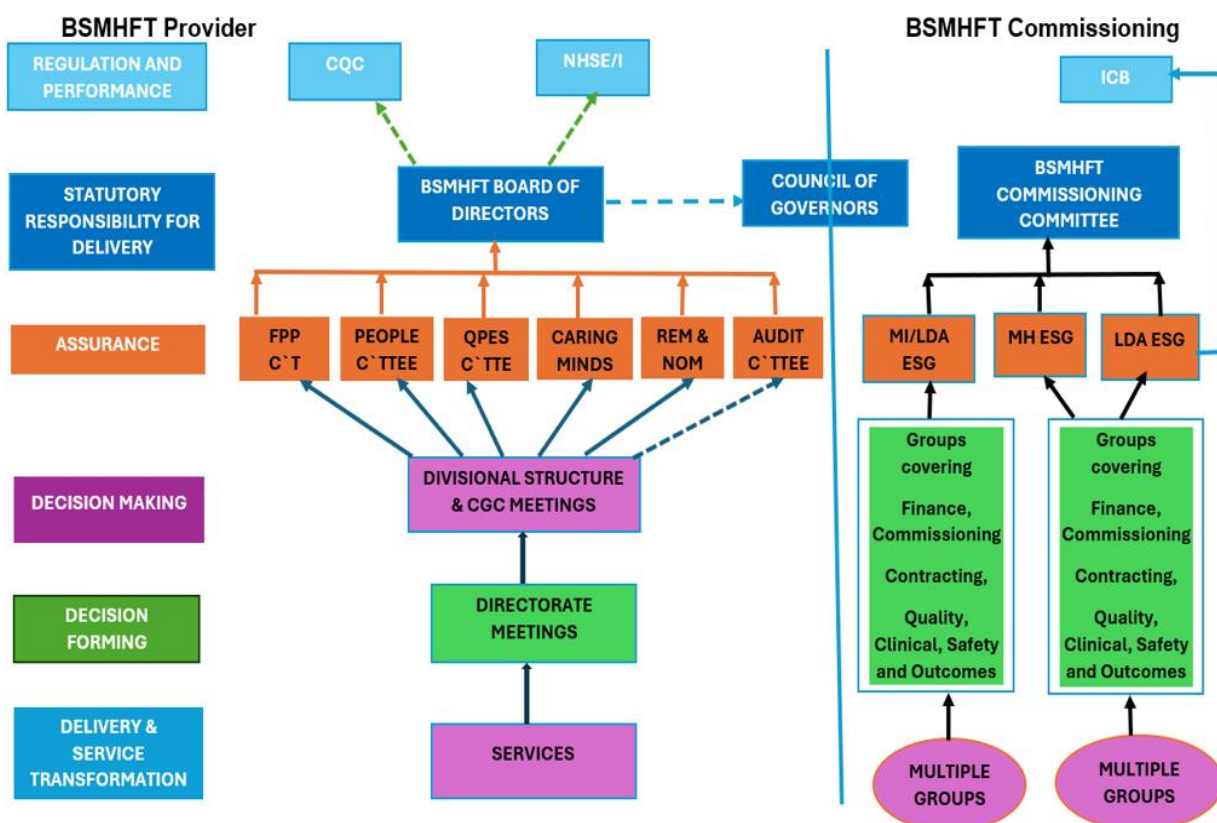 BSMHFT Provider
BSMHFT Commissioning
REGULATION AND
PERFORMANCE
CQC
NHSE/I
ICB
STATUTORY
RESPONSIBILITY FOR
DELIVERY
BSMHFT BOARD OF
DIRECTORS
COUNCIL OF
GOVERNORS
BSMHFT
COMMISSIONING
COMMITTEE
ASSURANCE
FPP
C`T
PEOPLE
C`TTEE
QPES
C`TTE
CARING
MINDS
REM &
NOM
AUDIT
C`TTEE
MI/LDA
ESG
MH ESG
LDA ESG
DECISION MAKING
DIVISIONAL STRUCTURE
& CGC MEETINGS
Groups
covering
Finance,
Commissioning
Contracting,
Quality,
Clinical, Safety
and Outcomes
Groups
covering
Finance,
Commissioning
Contracting,
Quality,
Clinical, Safety
and Outcomes
DECISION
FORMING
DIRECTORATE
MEETINGS
DELIVERY &
SERVICE
TRANSFORMATION
SERVICES
MULTIPLE
GROUPS
MULTIPLE
GROUPS